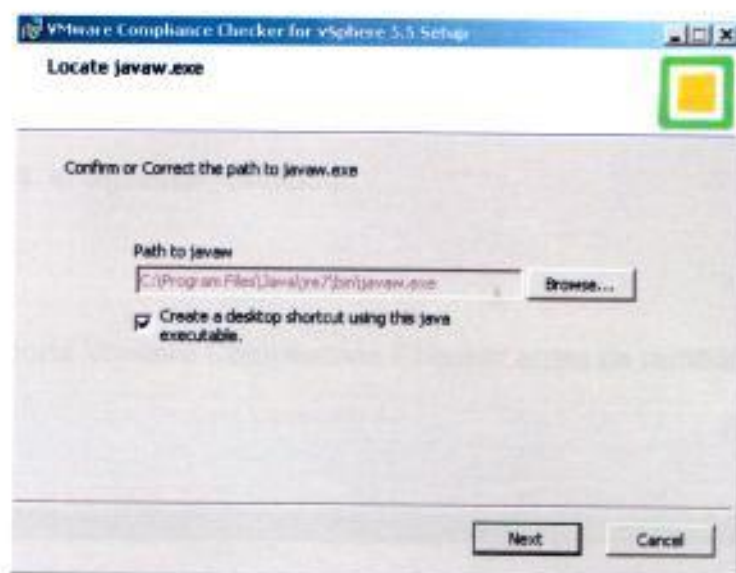 VMware Compliance Checker for vSphere 5.5 Setup
Locate javaw.exe
Confirm or Correct the path to javaw.exe
Path to javaw
C:\Program Files\Java\jre7\bin\javaw.exe
Browse...
Create a desktop shortcut using this java
executable.
Next
Cancel